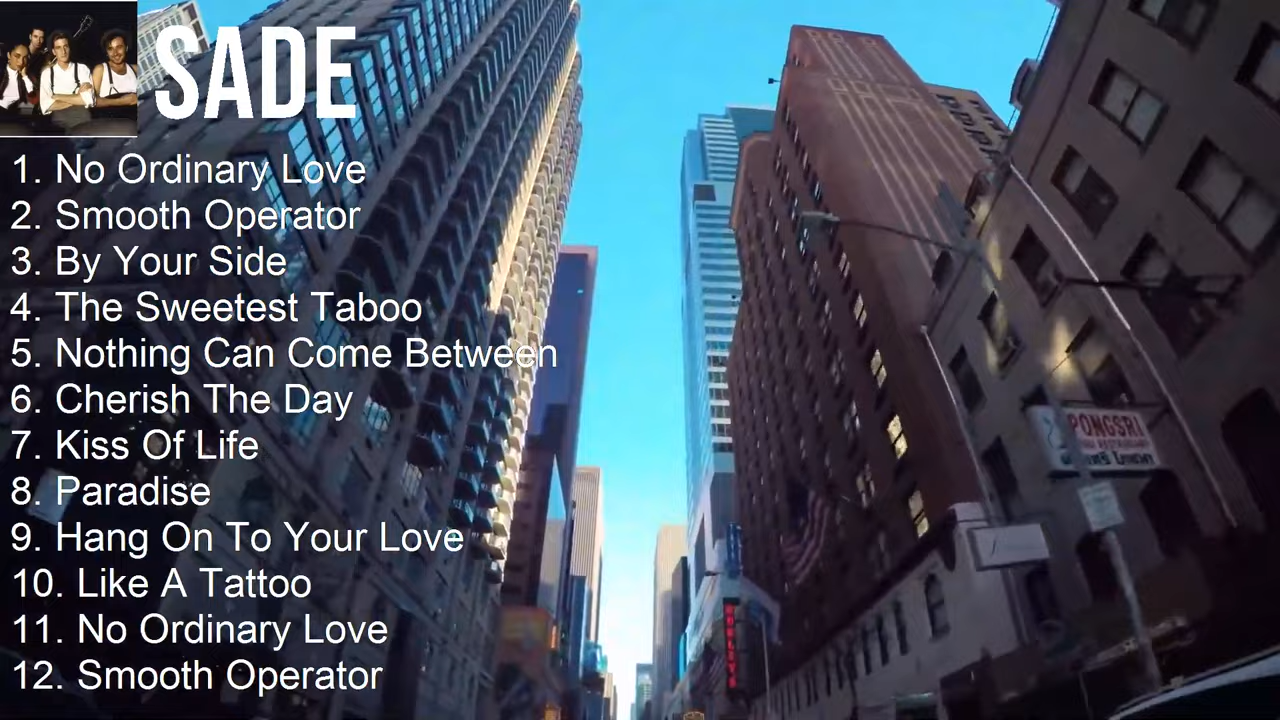 SADE
1. No Ordinary Love
2. Smooth Operator
3. By Your Side
4. The Sweetest Taboo
5. Nothing Can Come Between
6. Cherish The Day
7. Kiss Of Life
8. Paradise
9. Hang On To Your Love
10. Like A Tattoo
11. No Ordinary Love
12. Smooth Operator
PONGSRI